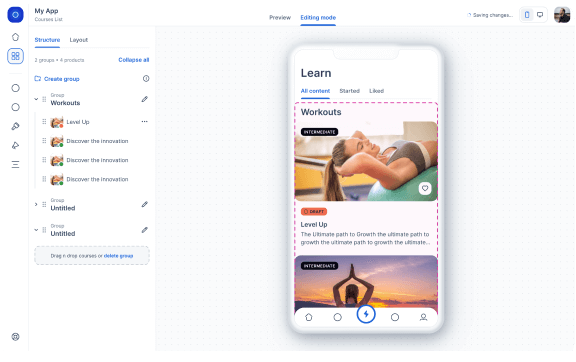 My App
Courses List
Preview
Editing mode
Saving changes...
Structure
Layout
2 groups • 4 products
Collapse all
Create group
Group
Workouts
Level Up
Discover the innovation
Discover the innovation
Discover the innovation
Group
Untitled
Group
Untitled
Drag n drop courses or delete group
Learn
All content
Started
Liked
Workouts
INTERMEDIATE
DRAFT
Level Up
The Ultimate path to Growth the ultimate path to
growth the ultimate path to growth the ultimate...
INTERMEDIATE